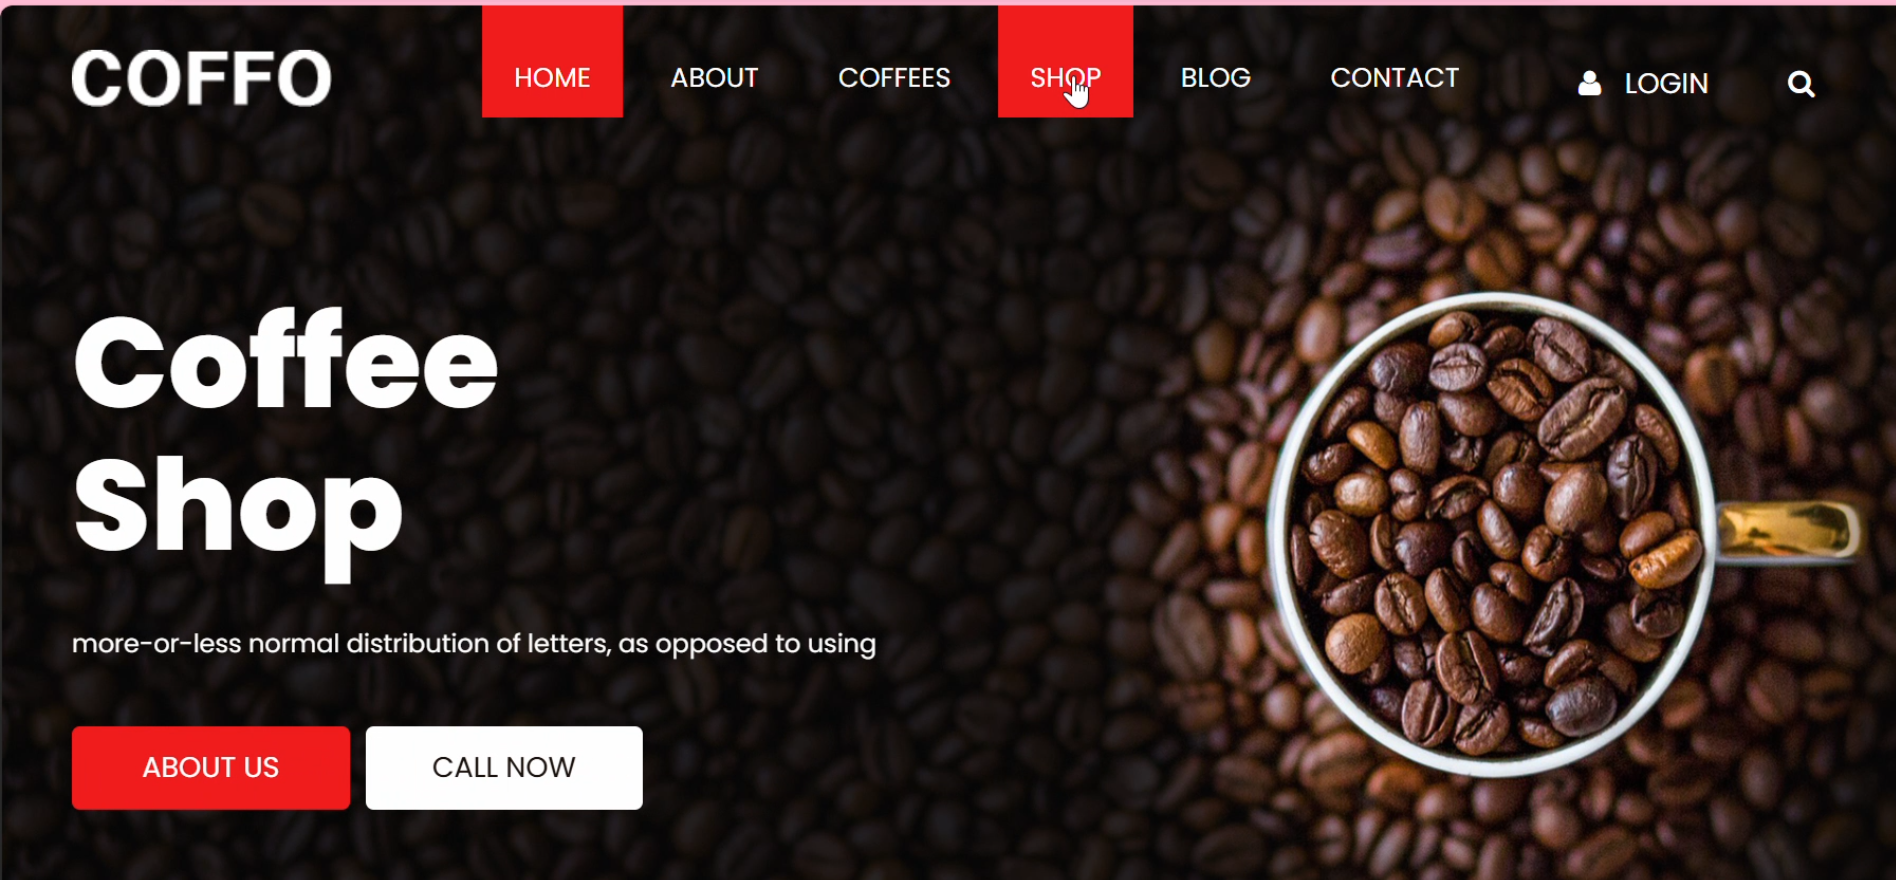 COFFO
HOME ABOUT COFFEES SHOP BLOG CONTACT LOGIN
Coffee
Shop
more-or-less normal distribution of letters, as opposed to using
ABOUT US CALL NOW